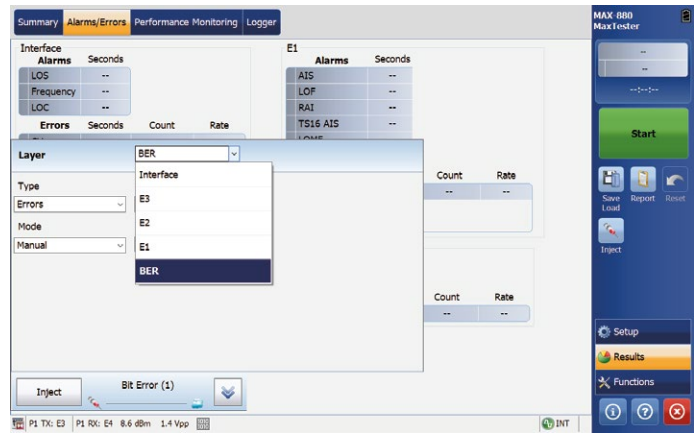 Summary Alarms/Errors Performance Monitoring Logger
MAX-880
MaxTester
Interface
Alarms Seconds
LOS --
Frequency --
LOC --
Errors Seconds Count Rate
E1
Alarms Seconds
AIS --
LOF --
RAI --
TS16 AIS --
Count Rate
-- --
Count Rate
-- --
Layer BER
Interface
E3
E2
E1
BER
Type
Errors
Mode
Manual
Inject Bit Error (1)
--
--
--:--:--
Start
Save Load Report Reset
Inject
Setup
Results
Functions
P1 TX: E3 P1 RX: E4 8.6 dBm 1.4 Vpp INT